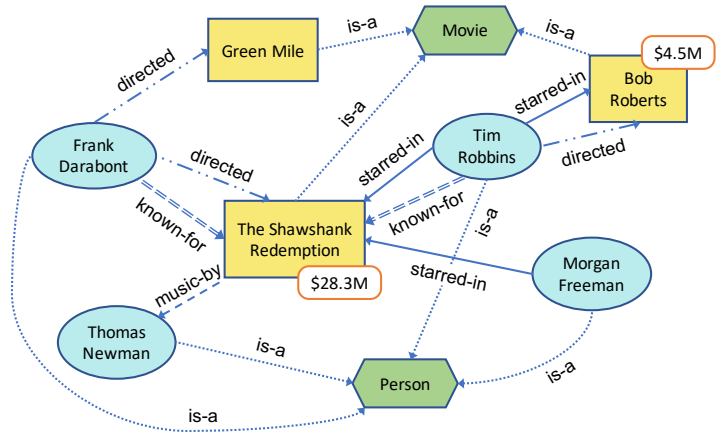 Movie
is-a
is-a
$4.5M
Green Mile
directed
Bob
Roberts
starred-in
is-a
Frank
Darabont
Tim
Robbins
directed
starred-in
directed
known-for
known-for
The Shawshank
Redemption
is-a
Morgan
Freeman
music-by
$28.3M
starred-in
Thomas
Newman
is-a
Person
is-a
is-a